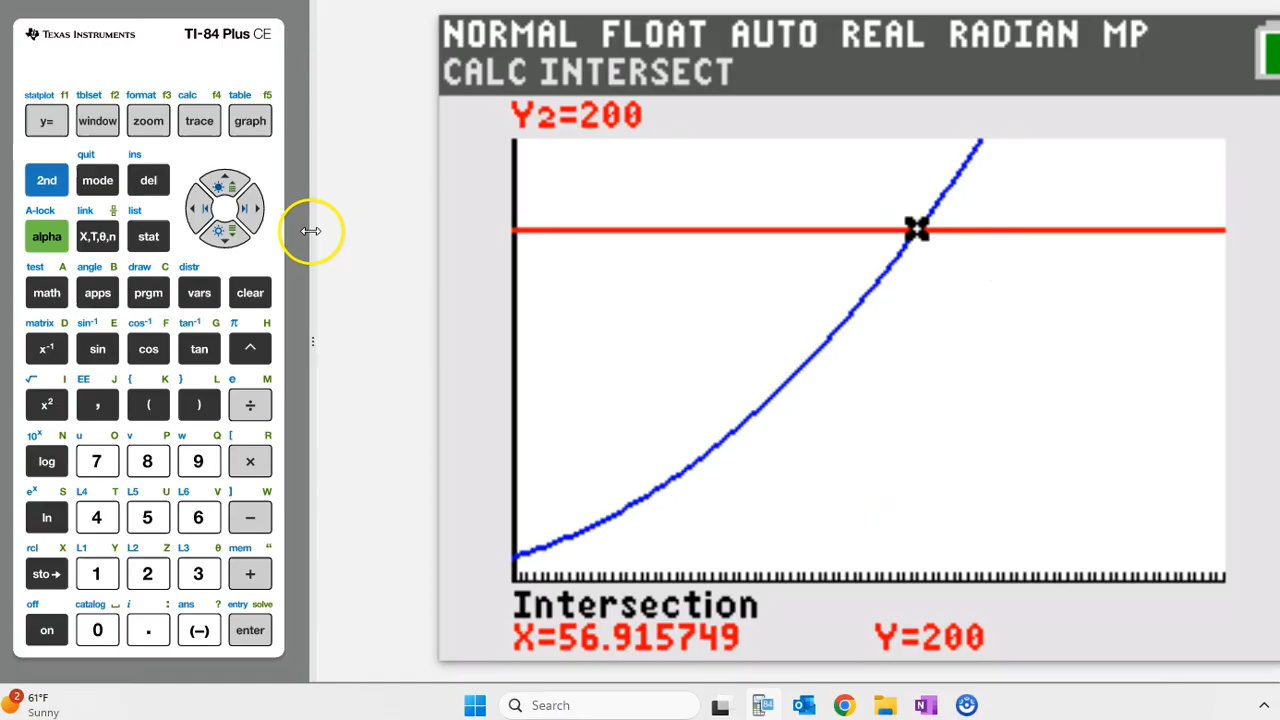 TEXAS INSTRUMENTS TI-84 Plus CE
statplot f1 tblset f2 format f3 calc f4 table f5
y= window zoom trace graph
quit ins
2nd mode del
A-lock link list
alpha X,T,θ,n stat
test A angle B draw C distr
math apps prgm vars clear
matrix D sin⁻¹ E cos⁻¹ F tan⁻¹ G π H
x⁻¹ sin cos tan ^
√ I EE J { K } L e M
x² , ( ) ÷
10ˣ N u O v P w Q [ R
log 7 8 9 ×
eˣ S L4 T L5 U L6 V ] W
ln 4 5 6 −
rcl X L1 Y L2 Z L3 θ mem "
sto→ 1 2 3 +
off catalog ⎵ i : ans ? entry solve
on 0 . (−) enter
NORMAL FLOAT AUTO REAL RADIAN MP
CALC INTERSECT
Y2=200
Intersection
X=56.915749 Y=200
2 61°F
Sunny
Search
84
N